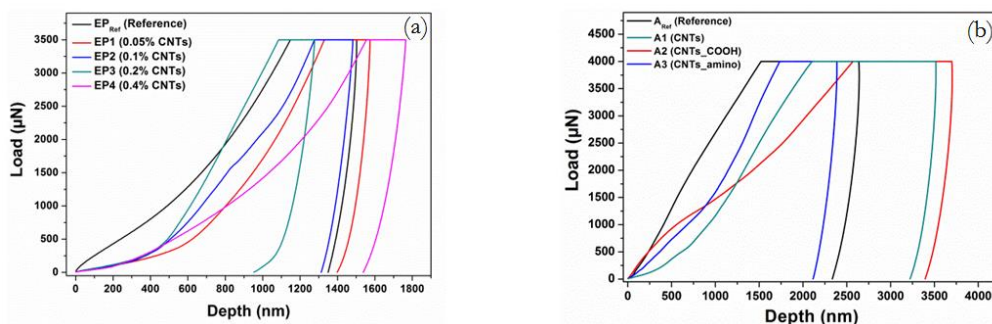 (a)
EP_Ref (Reference)
EP1 (0.05% CNTs)
EP2 (0.1% CNTs)
EP3 (0.2% CNTs)
EP4 (0.4% CNTs)
3500
3000
2500
2000
1500
1000
500
0
Load (µN)
0 200 400 600 800 1000 1200 1400 1600 1800
Depth (nm)
(b)
A_Ref (Reference)
A1 (CNTs)
A2 (CNTs_COOH)
A3 (CNTs_amino)
4500
4000
3500
3000
2500
2000
1500
1000
500
0
Load (µN)
0 500 1000 1500 2000 2500 3000 3500 4000
Depth (nm)